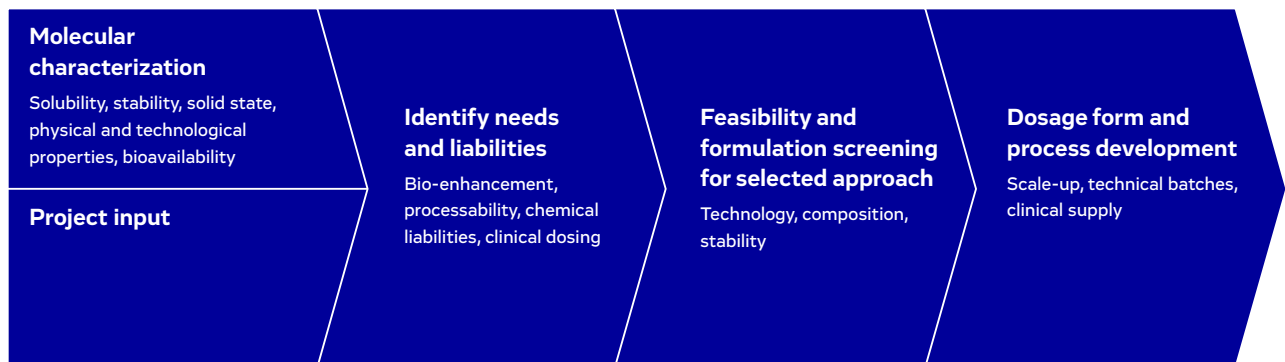 Molecular
characterization
Solubility, stability, solid state,
physical and technological
properties, bioavailability
Project input
Identify needs
and liabilities
Bio-enhancement,
processability, chemical
liabilities, clinical dosing
Feasibility and
formulation screening
for selected approach
Technology, composition,
stability
Dosage form and
process development
Scale-up, technical batches,
clinical supply